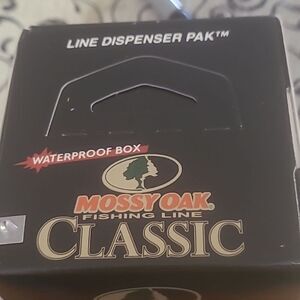 LINE DISPENSER PAK™
WATERPROOF BOX
MOSSY OAK®
FISHING LINE
CLASSIC